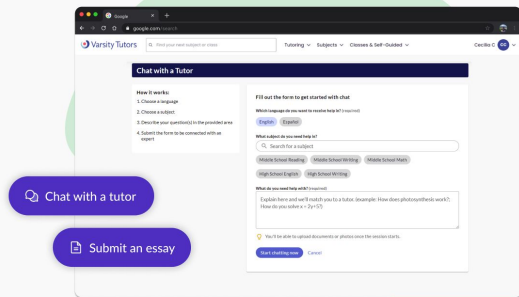 Google
google.com/search
Varsity Tutors
Find your next subject or class
Tutoring
Subjects
Classes & Self-Guided
Cecilia C
CC
Chat with a Tutor
How it works:
1. Choose a language
2. Choose a subject
3. Describe your question(s) in the provided area
4. Submit the form to be connected with an
expert
Fill out the form to get started with chat
Which language do you want to receive help in? (required)
English
Español
What subject do you need help in?
Search for a subject
Middle School Reading
Middle School Writing
Middle School Math
High School English
High School Writing
What do you need help with? (required)
Explain here and we'll match you to a tutor. (example: How does photosynthesis work?,
How do you solve x + 2y=5?)
You'll be able to upload documents or photos once the session starts.
Start chatting now
Cancel
Chat with a tutor
Submit an essay